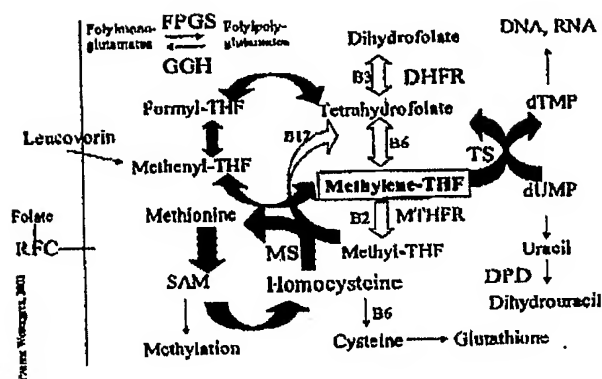 FPGS
DNA, RNA
GGH
Dihydrofolate
B3 DHFR
Formyl-THF
Tetrahydrofolate
dTMP
B12
B6
TS
Leucovorin
Methenyl-THF
Methylene-THF
dUMP
Folate
Methionine
B2 MTHFR
RFC
MS
Methyl-THF
Uracil
SAM
Homocysteine
DPD
Dihydrouracil
B6
Methylation
Cysteine
Glutathione